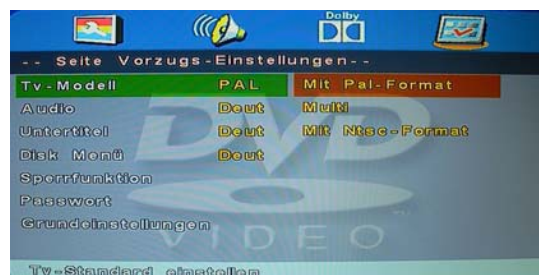 Dolby
-- Seite Vorzugs-Einstellungen--
Tv-Modell PAL Mit Pal-Format
Audio Deut Multi
Untertitel Deut Mit Ntsc-Format
Disk Menü Deut
Sperrfunktion
Passwort
Grundeinstellungen
DVD
VIDEO
Tv-Standard einstellen